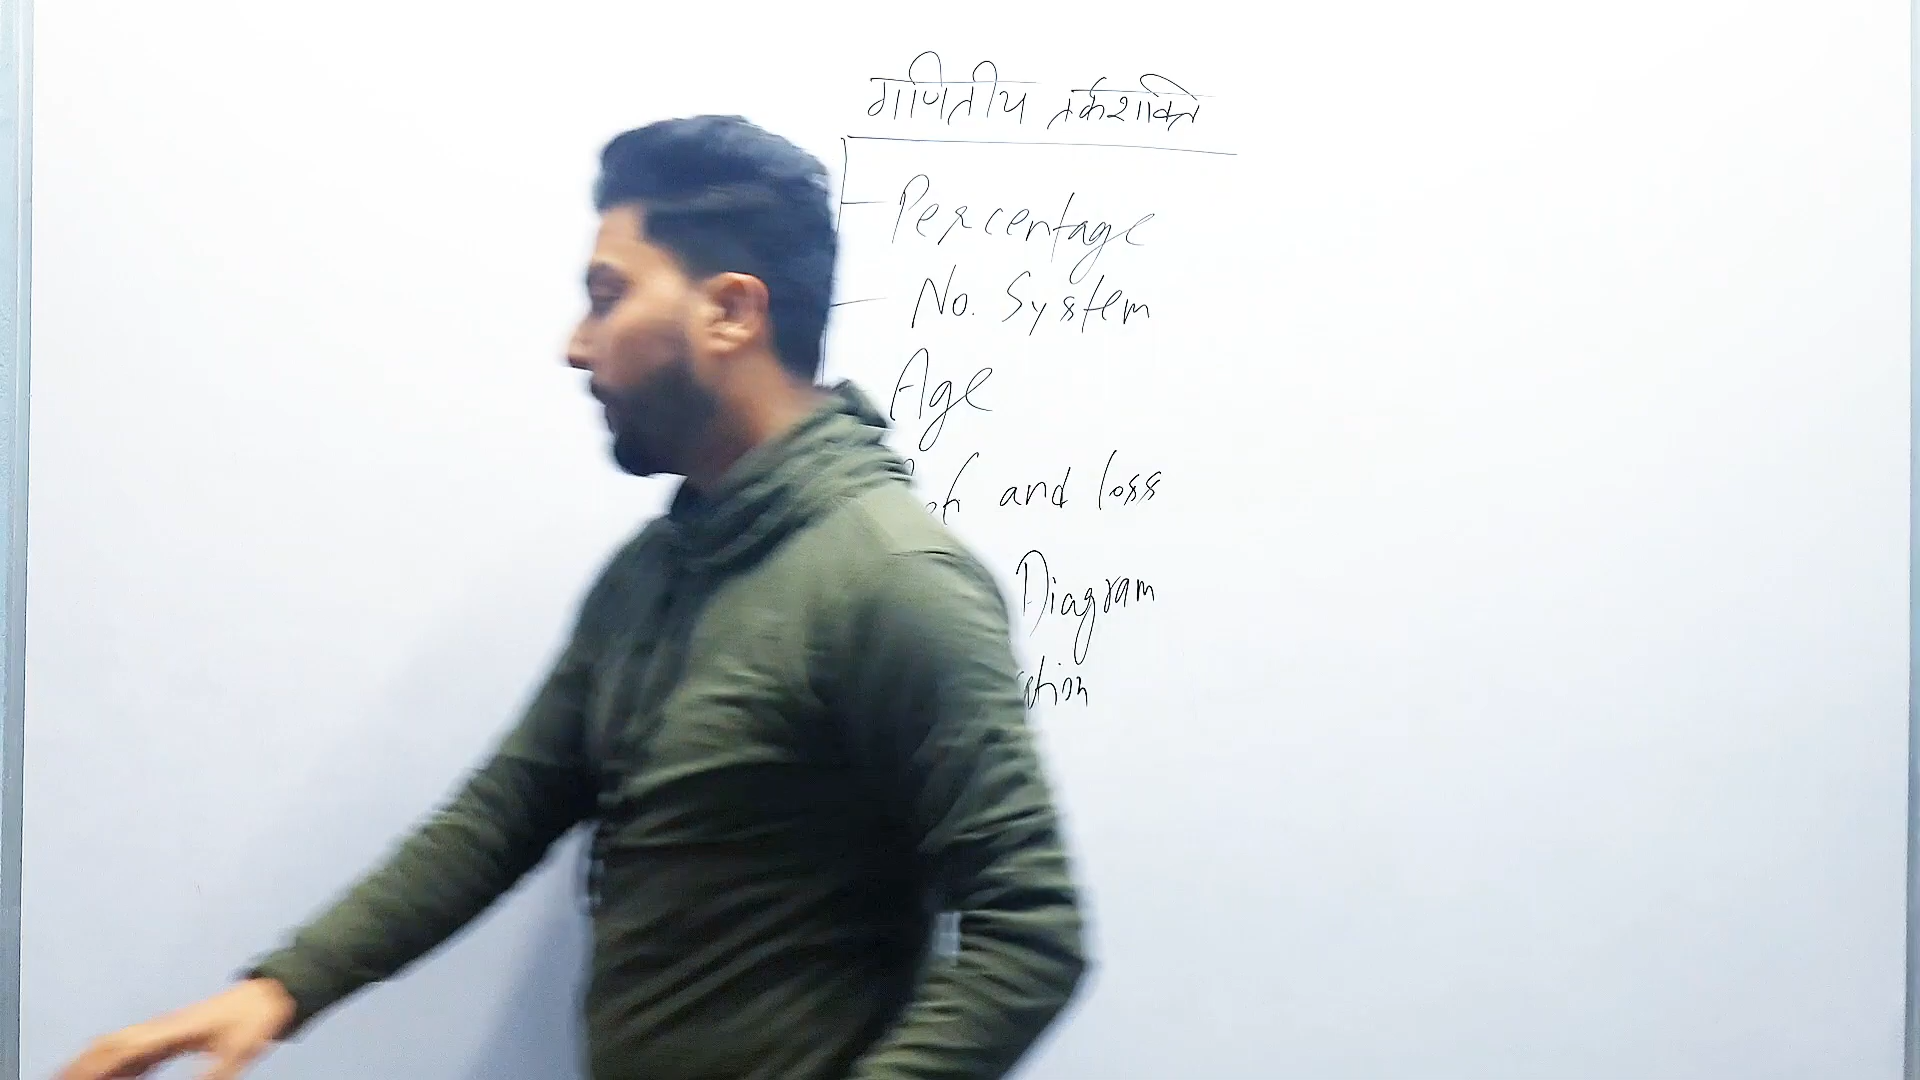 गणितीय तर्कशक्ति
Percentage
No. System
Age
and loss
Diagram